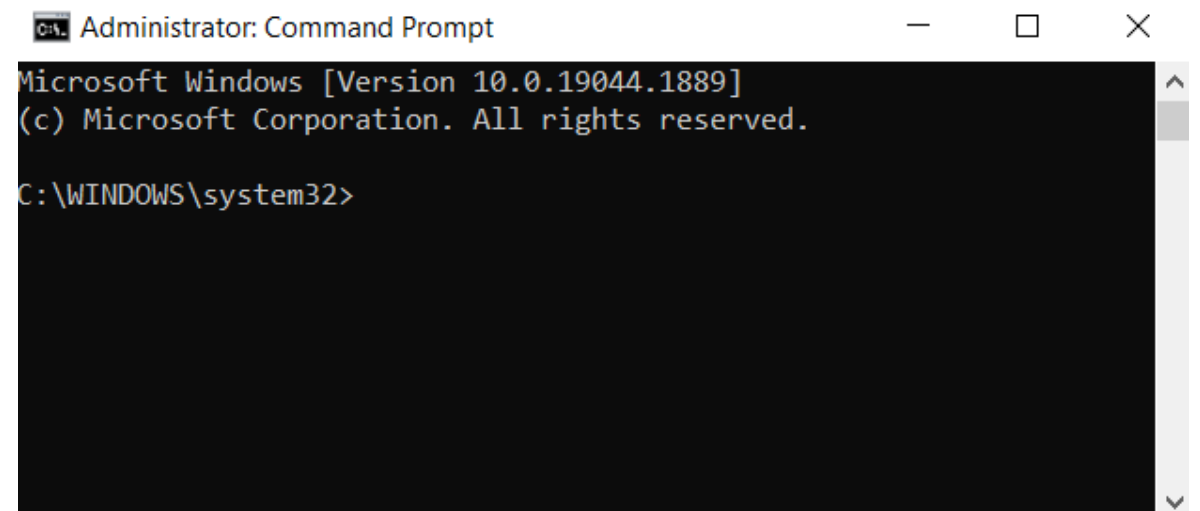 Administrator: Command Prompt
Microsoft Windows [Version 10.0.19044.1889]
(c) Microsoft Corporation. All rights reserved.
C:\WINDOWS\system32>